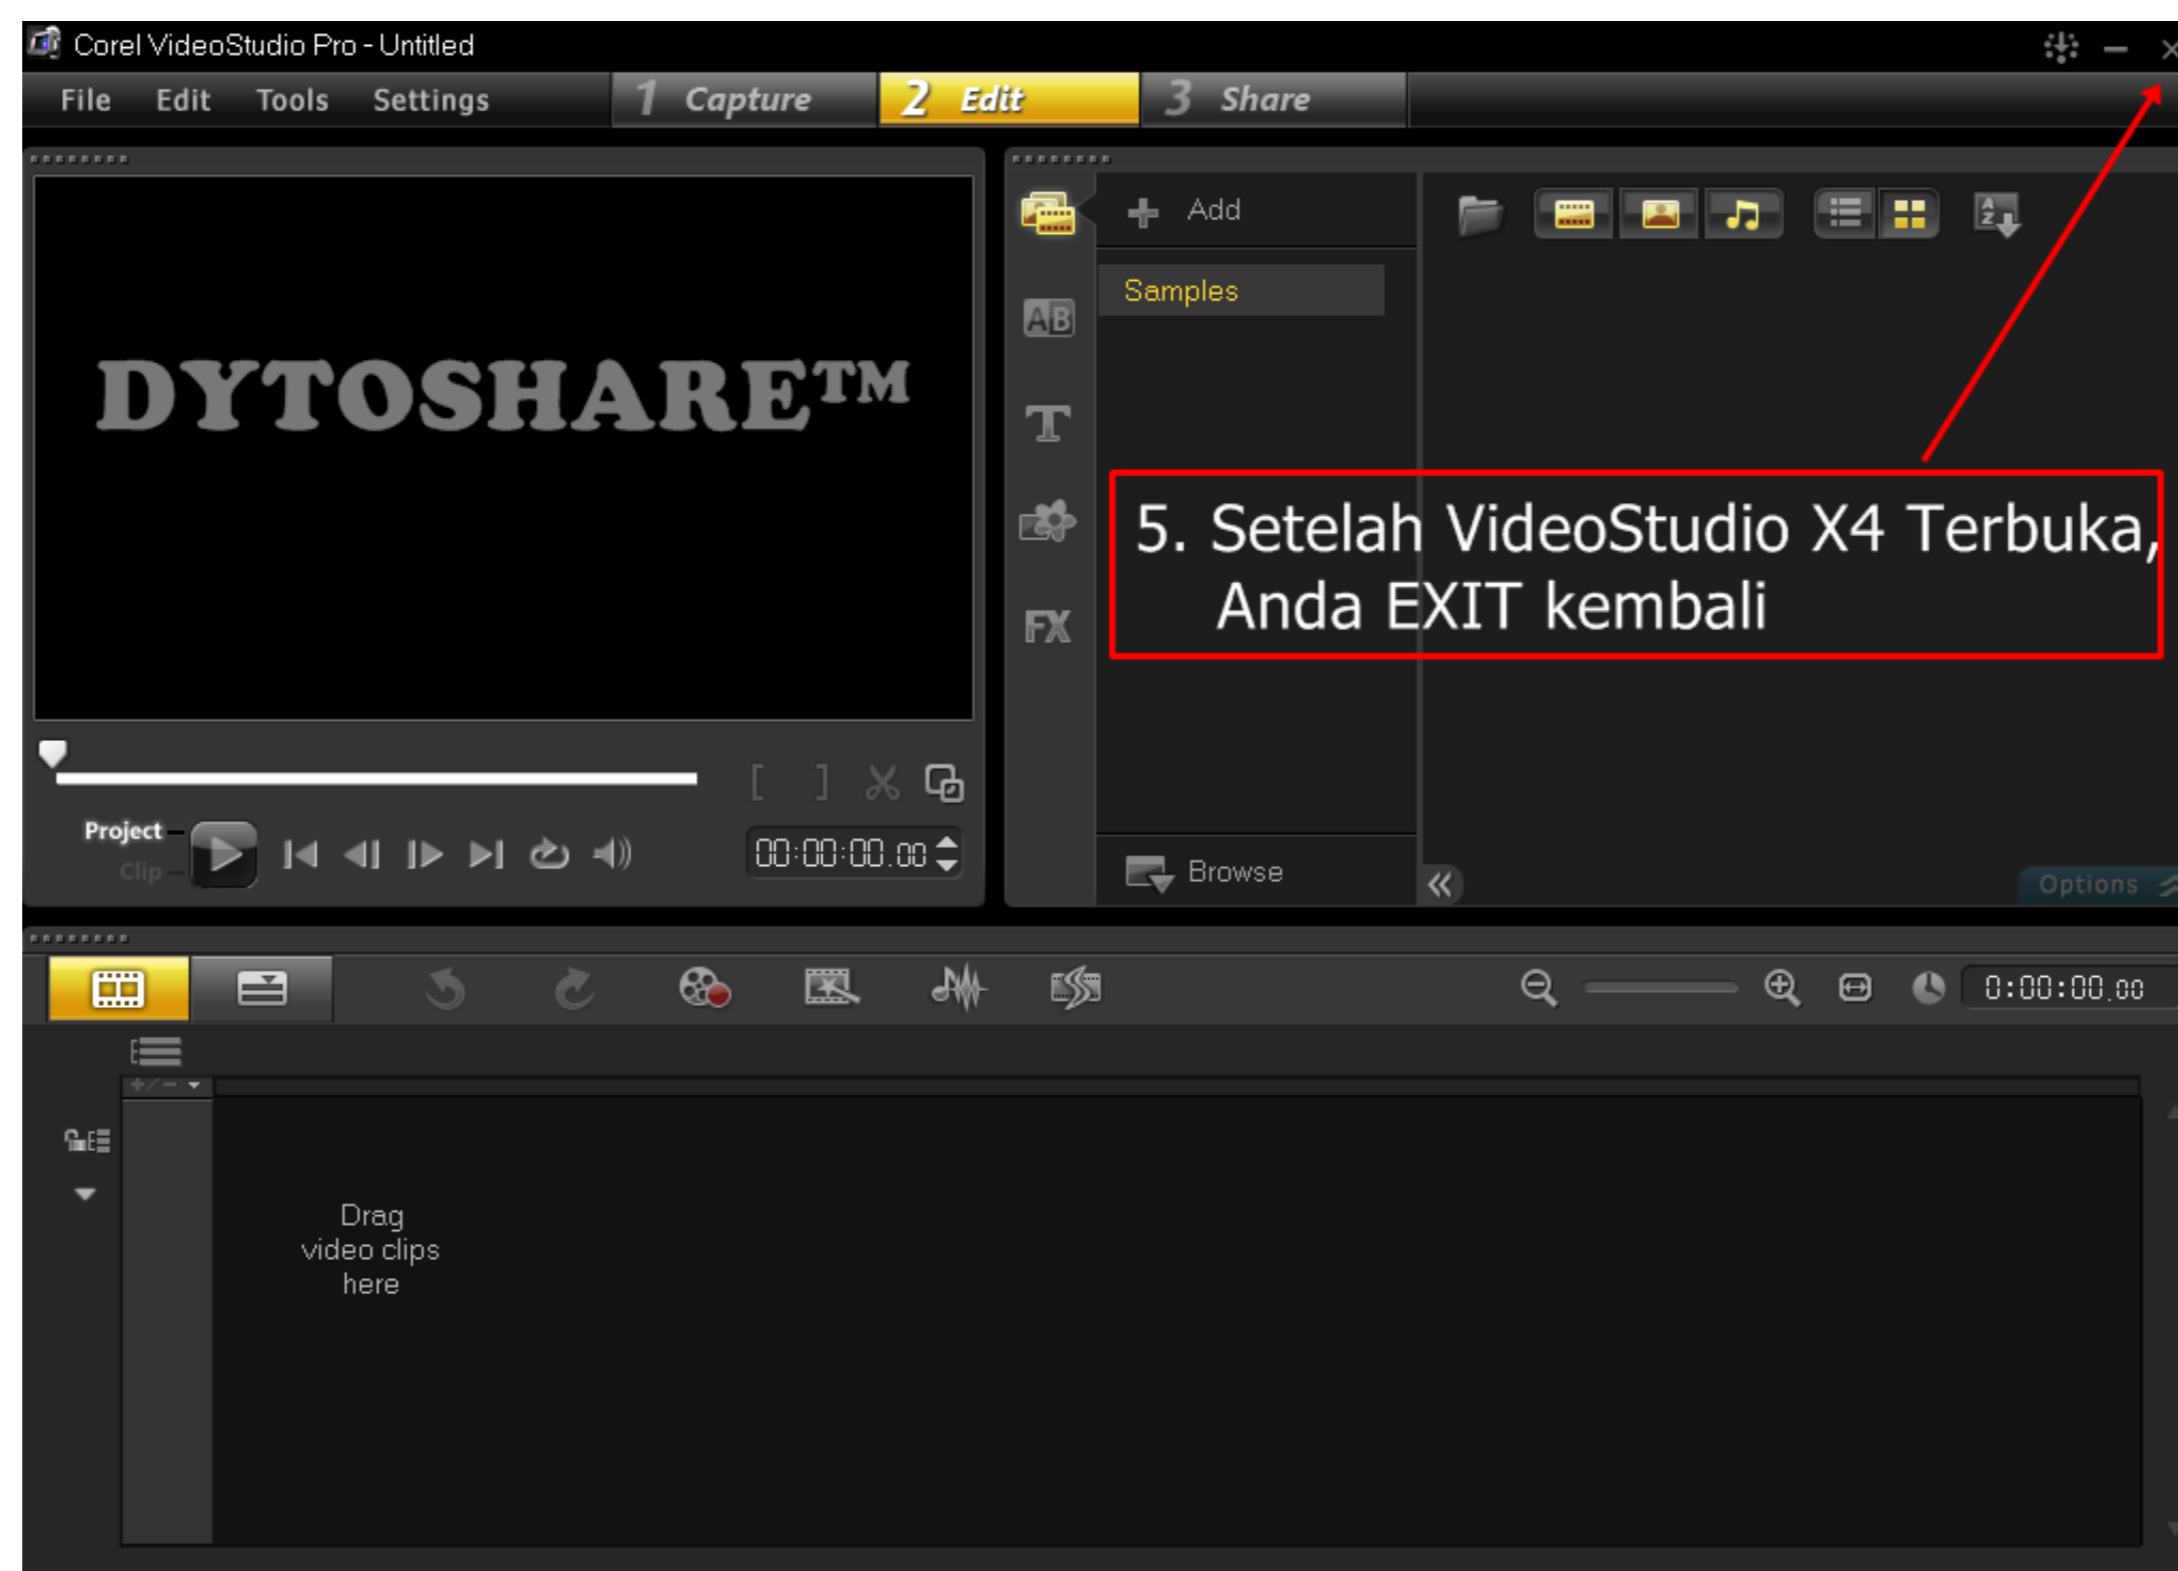 Corel VideoStudio Pro - Untitled
File Edit Tools Settings 1 Capture 2 Edit 3 Share
Add
Samples
AB
DYTOSHARE™
T
5. Setelah VideoStudio X4 Terbuka,
Anda EXIT kembali
FX
[ ]
Project
Clip
00:00:00.00
Browse
Options
0:00:00.00
+/-
Drag
video clips
here